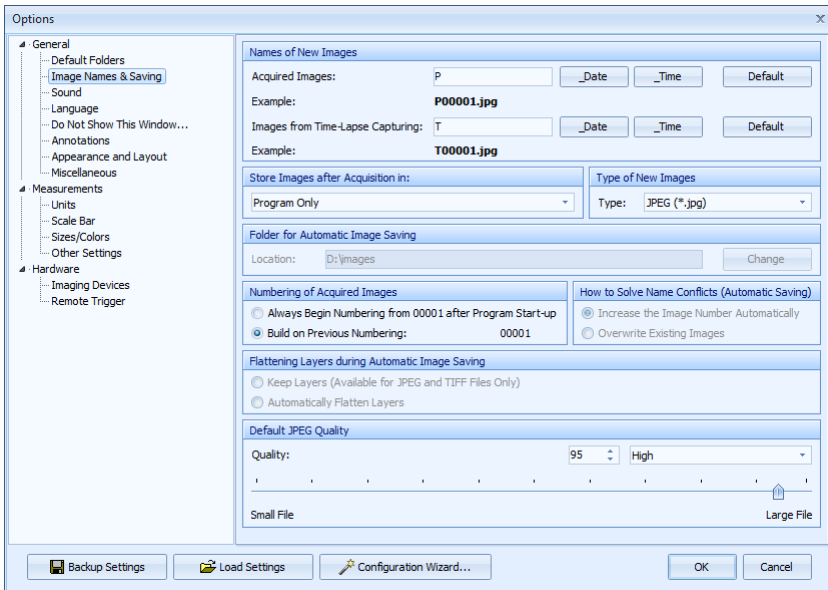 Options
General
Default Folders
Image Names & Saving
Sound
Language
Do Not Show This Window...
Annotations
Appearance and Layout
Miscellaneous
Measurements
Units
Scale Bar
Sizes/Colors
Other Settings
Hardware
Imaging Devices
Remote Trigger
Names of New Images
Acquired Images: P _Date _Time Default
Example: P00001.jpg
Images from Time-Lapse Capturing: T _Date _Time Default
Example: T00001.jpg
Store Images after Acquisition in:
Program Only
Type of New Images
Type: JPEG (*.jpg)
Folder for Automatic Image Saving
Location: D:\images Change
Numbering of Acquired Images
Always Begin Numbering from 00001 after Program Start-up
Build on Previous Numbering: 00001
How to Solve Name Conflicts (Automatic Saving)
Increase the Image Number Automatically
Overwrite Existing Images
Flattening Layers during Automatic Image Saving
Keep Layers (Available for JPEG and TIFF Files Only)
Automatically Flatten Layers
Default JPEG Quality
Quality: 95 High
Small File Large File
Backup Settings Load Settings Configuration Wizard... OK Cancel